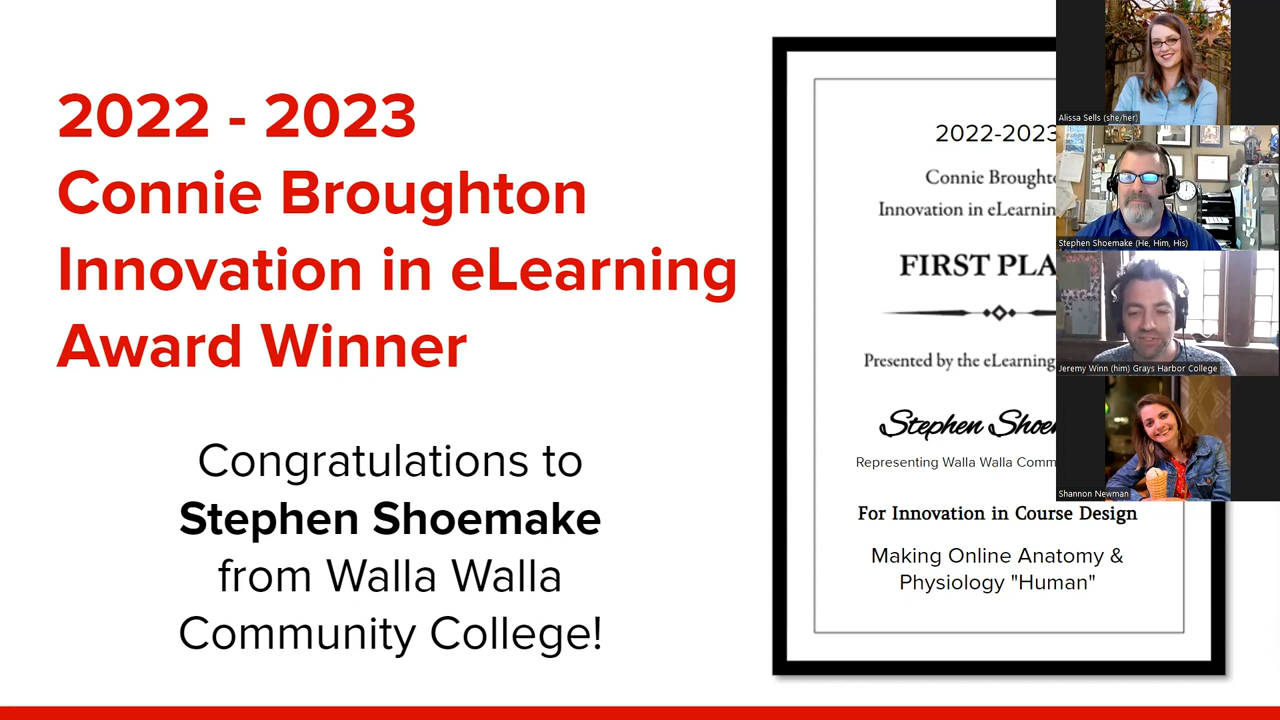 2022 - 2023
Connie Broughton
Innovation in eLearning
Award Winner
Congratulations to
Stephen Shoemake
from Walla Walla
Community College!
2022-2023
Connie Broughto
Innovation in eLearnin
FIRST PLA
Presented by the eLearning
Stephen Shoem
Representing Walla Walla Comm
For Innovation in Course Design
Making Online Anatomy &
Physiology "Human"
Alissa Sells (she/her)
Stephen Shoemake (He, Him, His)
Jeremy Winn (him) Grays Harbor College
Shannon Newman